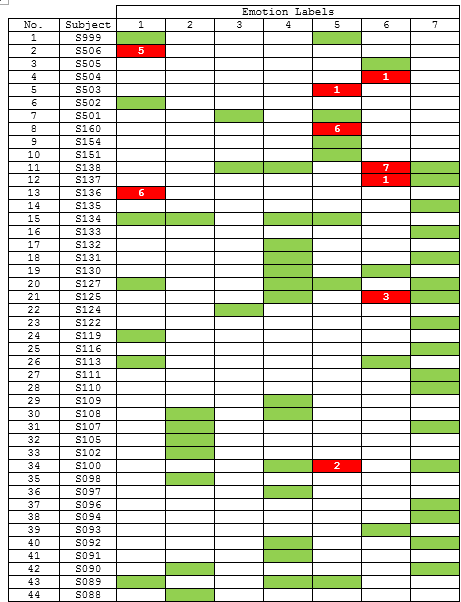 Emotion Labels
No. Subject 1 2 3 4 5 6 7
1 S999
2 S506 5
3 S505
4 S504 1
5 S503 1
6 S502
7 S501
8 S160 6
9 S154
10 S151
11 S138 7
12 S137 1
13 S136 6
14 S135
15 S134
16 S133
17 S132
18 S131
19 S130
20 S127
21 S125 3
22 S124
23 S122
24 S119
25 S116
26 S113
27 S111
28 S110
29 S109
30 S108
31 S107
32 S105
33 S102
34 S100 2
35 S098
36 S097
37 S096
38 S094
39 S093
40 S092
41 S091
42 S090
43 S089
44 S088